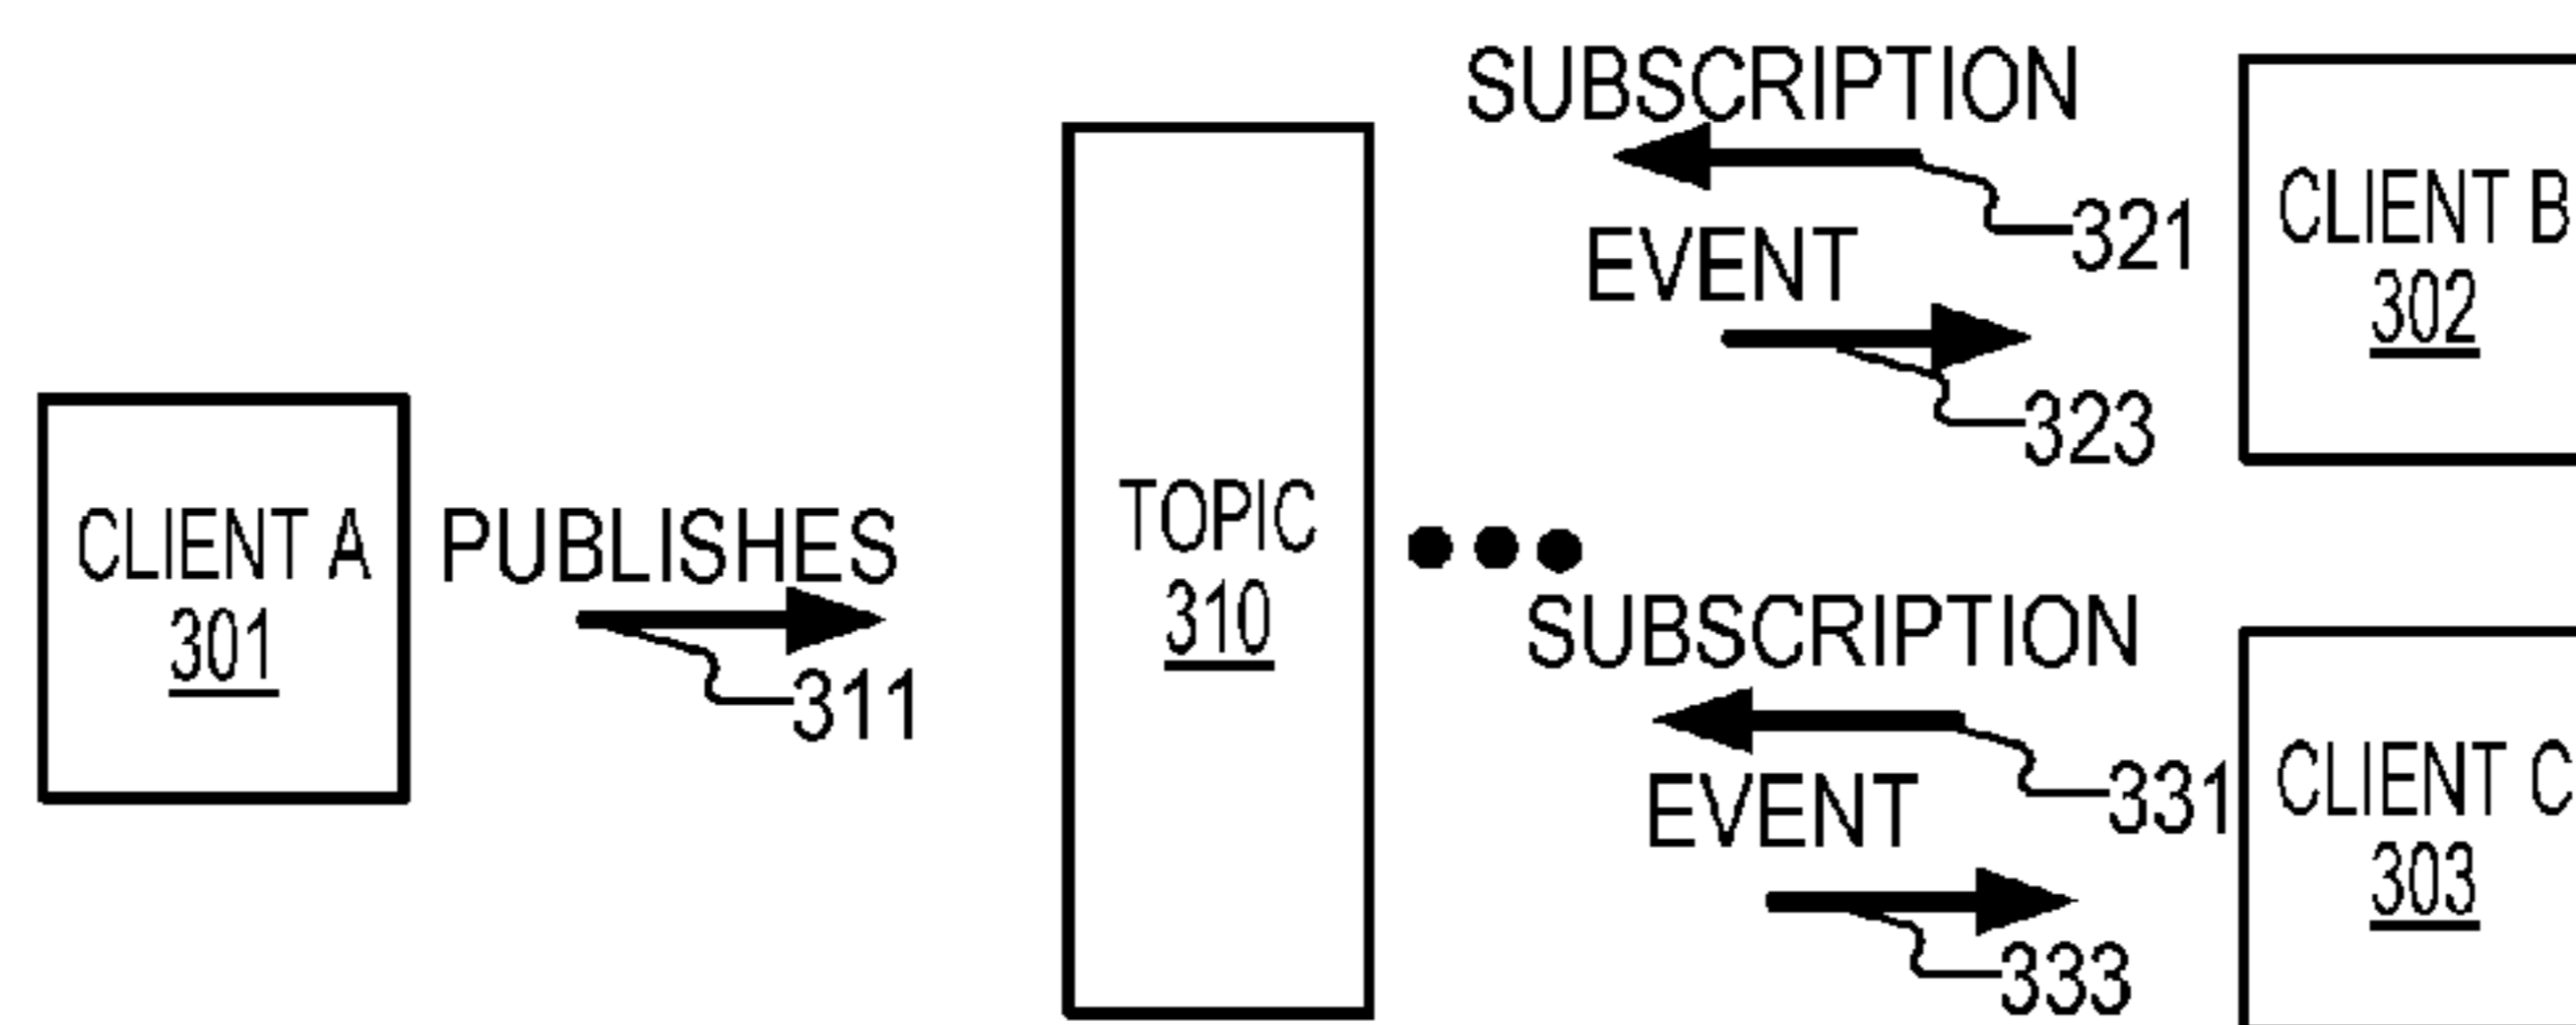 CLIENT A
301
PUBLISHES
311
TOPIC
310
SUBSCRIPTION
321
EVENT
323
CLIENT B
302
SUBSCRIPTION
331
EVENT
333
CLIENT C
303